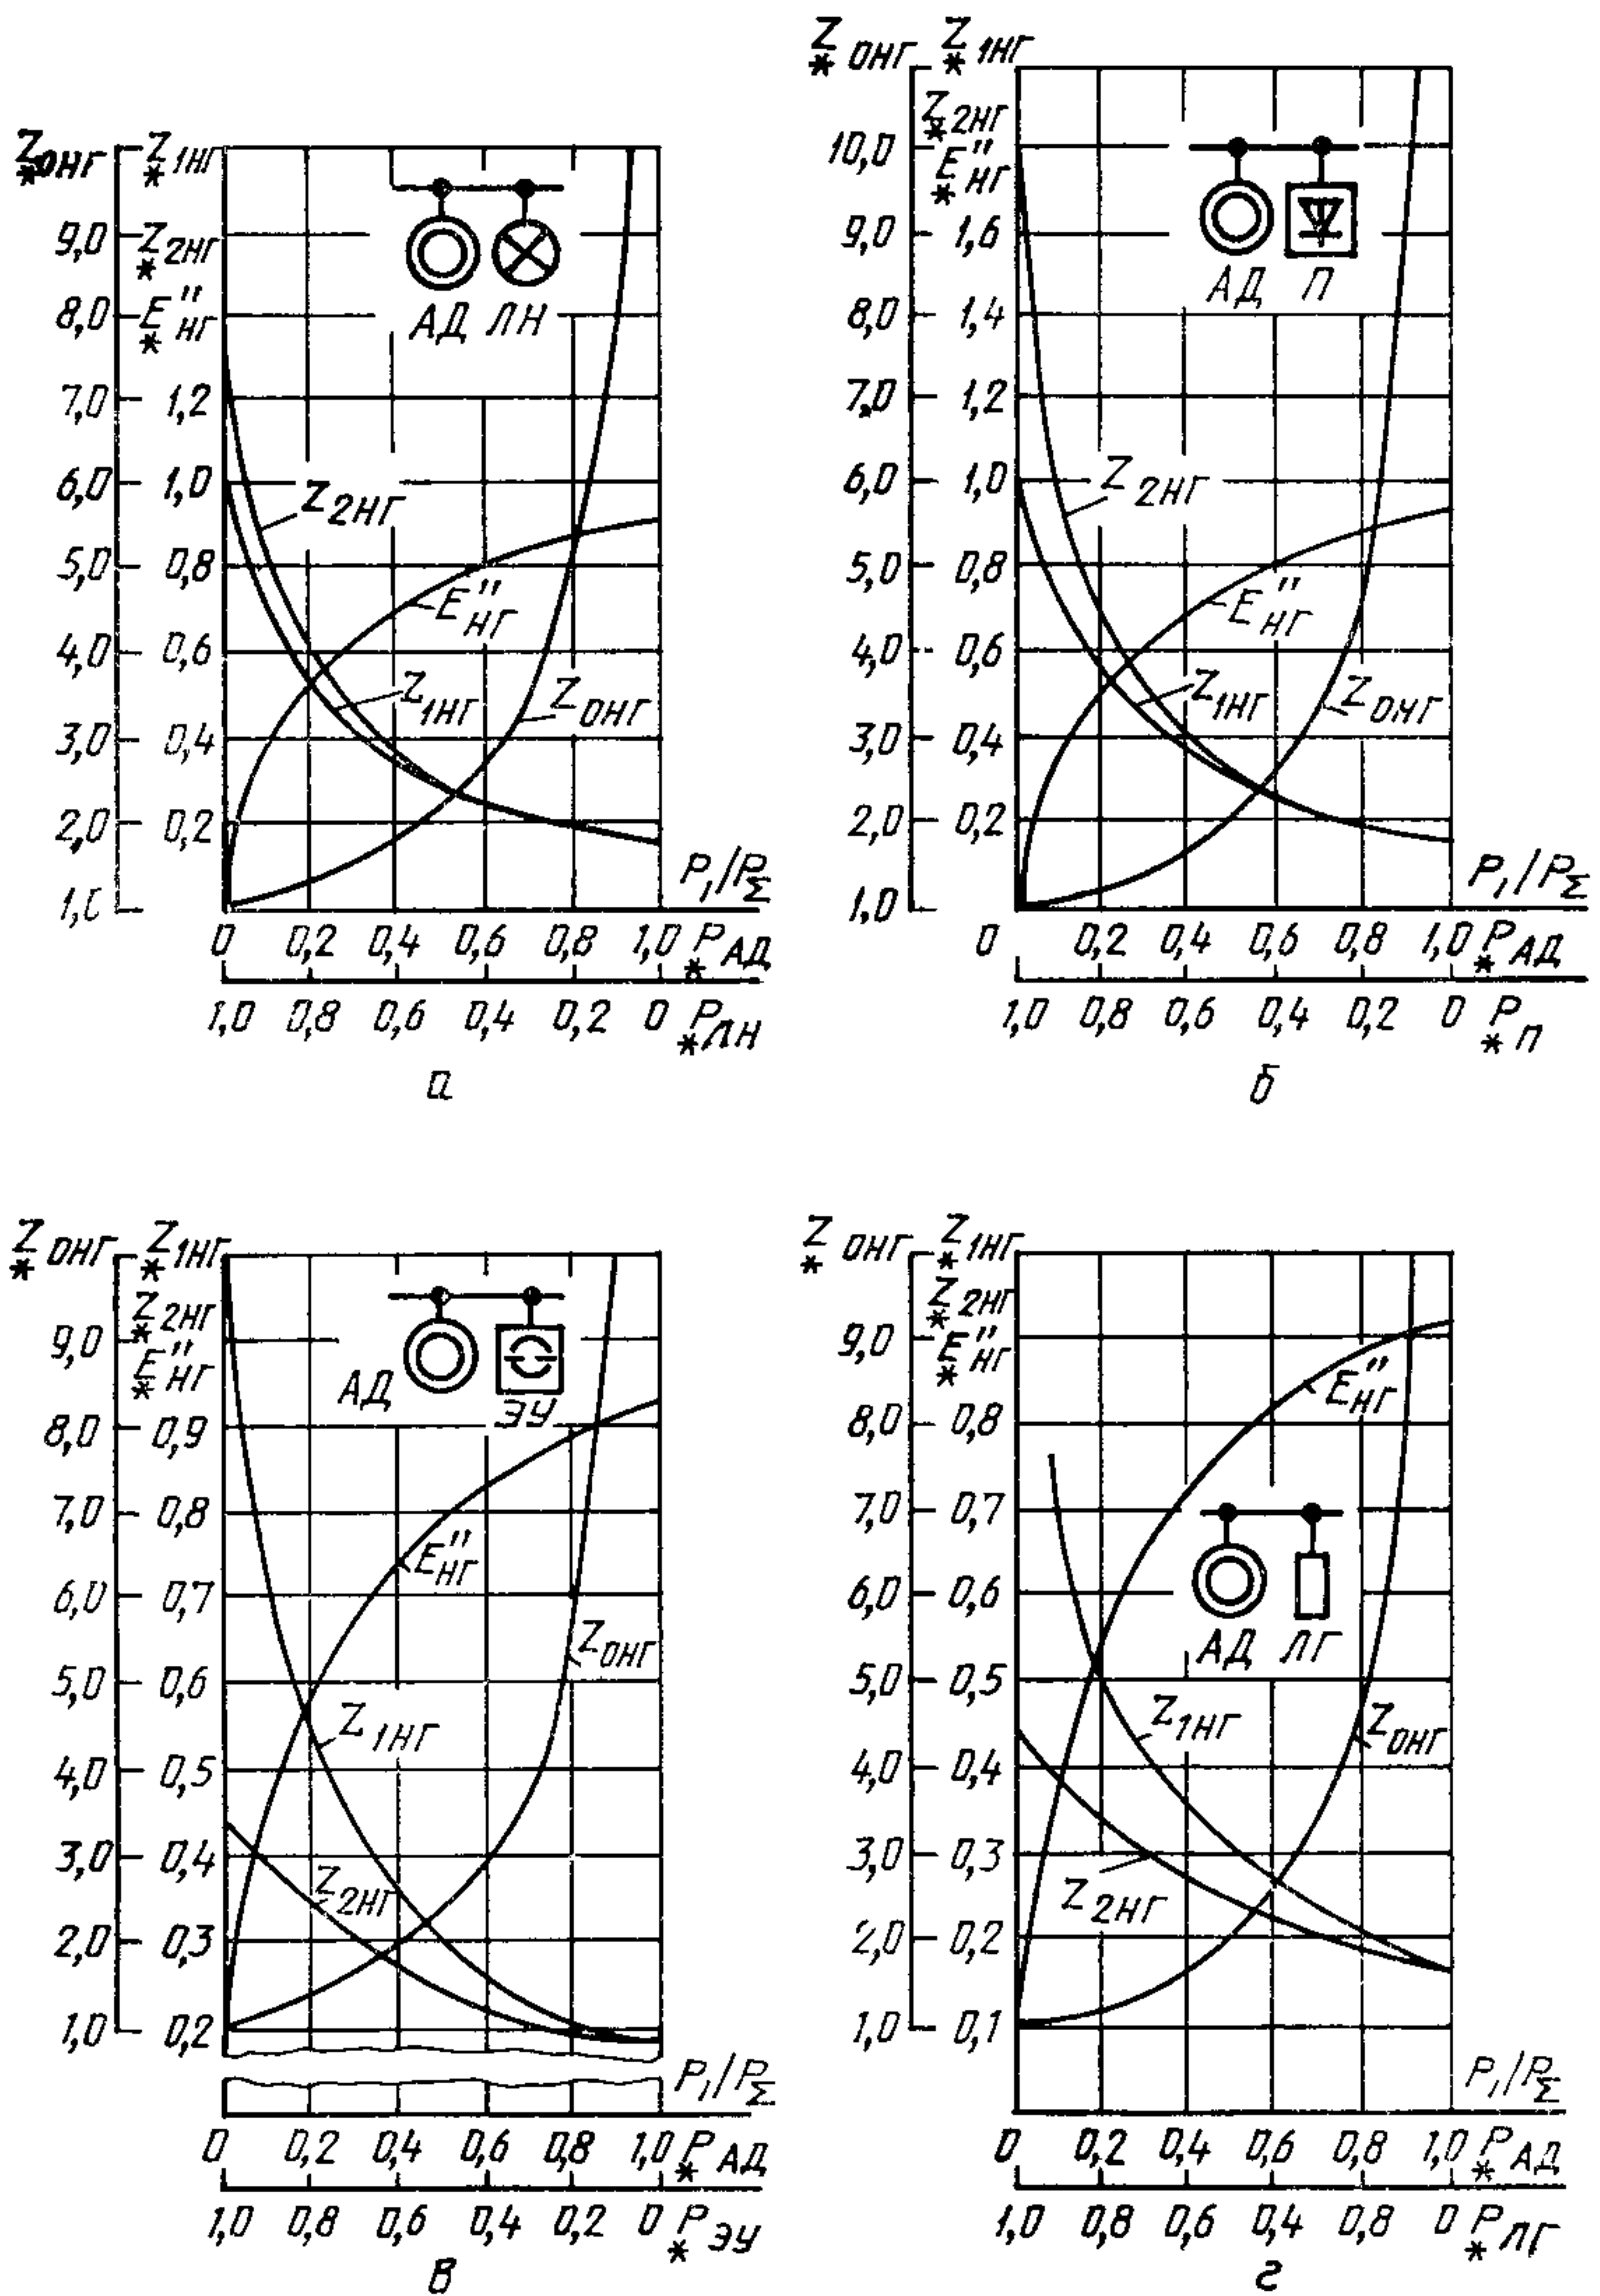 Z*0НГ Z*1НГ
9,0 Z*2НГ
8,0 E*″НГ АД ЛН
7,0 1,2
6,0 1,0 Z2НГ
5,0 0,8 E″НГ
4,0 0,6 Z1НГ Z0НГ
3,0 0,4
2,0 0,2 P,/PΣ
1,0
0 0,2 0,4 0,6 0,8 1,0 P*АД
1,0 0,8 0,6 0,4 0,2 0 P*ЛН
а
Z*0НГ Z*1НГ
Z*2НГ
10,0 E*″НГ
9,0 1,6 АД П
8,0 1,4
7,0 1,2
6,0 1,0 Z2НГ
5,0 0,8 E″НГ
4,0 0,6 Z1НГ Z0НГ
3,0 0,4
2,0 0,2 P,/PΣ
1,0
0 0,2 0,4 0,6 0,8 1,0 P*АД
1,0 0,8 0,6 0,4 0,2 0 P*П
б
Z*0НГ Z*1НГ
Z*2НГ
9,0 E*″НГ АД ЭУ
8,0 0,9
7,0 0,8 E″НГ
6,0 0,7 Z0НГ
5,0 0,6 Z1НГ
4,0 0,5
3,0 0,4 Z2НГ
2,0 0,3
1,0 0,2
P,/PΣ
0 0,2 0,4 0,6 0,8 1,0 P*АД
1,0 0,8 0,6 0,4 0,2 0 P*ЭУ
в
Z*0НГ Z*1НГ
Z*2НГ
9,0 E*″НГ E″НГ
8,0 0,8
7,0 0,7
6,0 0,6 АД ЛГ
5,0 0,5 Z1НГ Z0НГ
4,0 0,4
3,0 0,3 Z2НГ
2,0 0,2
1,0 0,1
P,/PΣ
0 0,2 0,4 0,6 0,8 1,0 P*АД
1,0 0,8 0,6 0,8 0,8 0 P*ЛГ
г